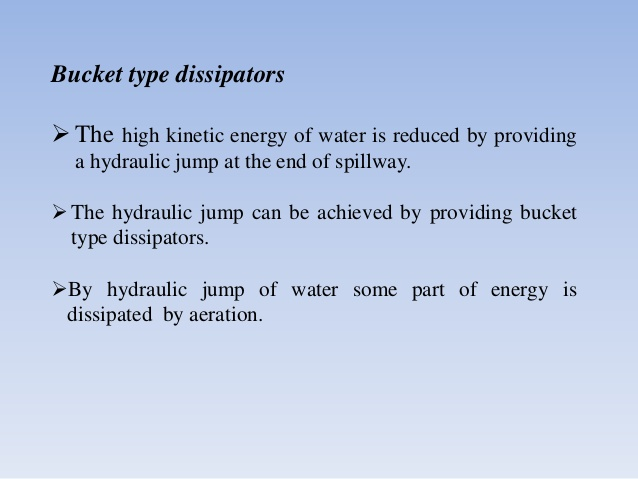 Bucket type dissipators
➢ The high kinetic energy of water is reduced by providing
a hydraulic jump at the end of spillway.
➢ The hydraulic jump can be achieved by providing bucket
type dissipators.
➢By hydraulic jump of water some part of energy is
dissipated by aeration.